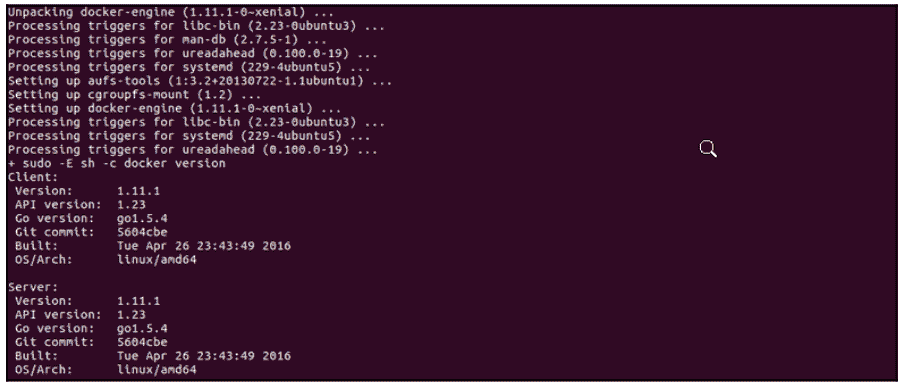 Unpacking docker-engine (1.11.1-0~xenial) ...
Processing triggers for libc-bin (2.23-0ubuntu3) ...
Processing triggers for man-db (2.7.5-1) ...
Processing triggers for ureadahead (0.100.0-19) ...
Processing triggers for systemd (229-4ubuntu5) ...
Setting up aufs-tools (1:3.2+20130722-1.1ubuntu1) ...
Setting up cgroupfs-mount (1.2) ...
Setting up docker-engine (1.11.1-0~xenial) ...
Processing triggers for libc-bin (2.23-0ubuntu3) ...
Processing triggers for systemd (229-4ubuntu5) ...
Processing triggers for ureadahead (0.100.0-19) ...
+ sudo -E sh -c docker version
Client:
 Version:      1.11.1
 API version:  1.23
 Go version:   go1.5.4
 Git commit:   5604cbe
 Built:        Tue Apr 26 23:43:49 2016
 OS/Arch:      linux/amd64

Server:
 Version:      1.11.1
 API version:  1.23
 Go version:   go1.5.4
 Git commit:   5604cbe
 Built:        Tue Apr 26 23:43:49 2016
 OS/Arch:      linux/amd64